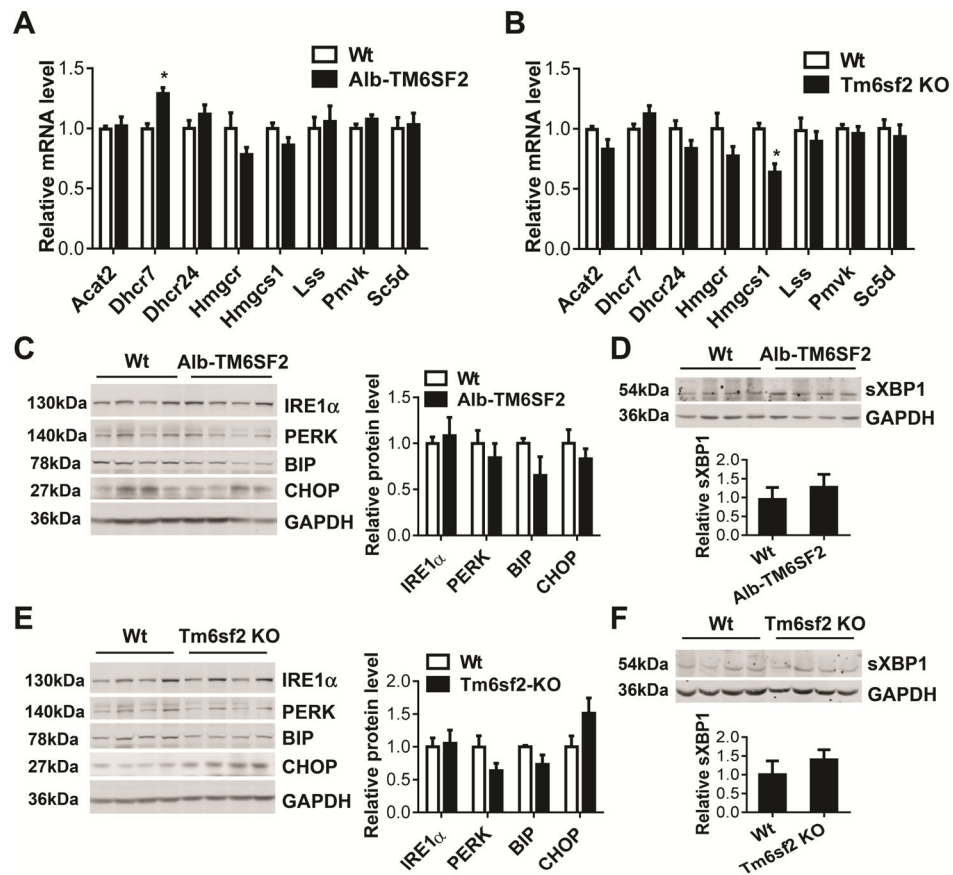 A
Wt
Alb-TM6SF2
Relative mRNA level
1.5
1.0
0.5
0.0
*
Acat2
Dhcr7
Dhcr24
Hmgcr
Hmgcs1
Lss
Pmvk
Sc5d
B
Wt
Tm6sf2 KO
Relative mRNA level
1.5
1.0
0.5
0.0
*
Acat2
Dhcr7
Dhcr24
Hmgcr
Hmgcs1
Lss
Pmvk
Sc5d
C
Wt Alb-TM6SF2
130kDa IRE1α
140kDa PERK
78kDa BIP
27kDa CHOP
36kDa GAPDH
Wt
Alb-TM6SF2
Relative protein level
1.5
1.0
0.5
0.0
IRE1α
PERK
BIP
CHOP
D
Wt Alb-TM6SF2
54kDa sXBP1
36kDa GAPDH
Relative sXBP1
2.0
1.5
1.0
0.5
0.0
Wt
Alb-TM6SF2
E
Wt Tm6sf2 KO
130kDa IRE1α
140kDa PERK
78kDa BIP
27kDa CHOP
36kDa GAPDH
Wt
Tm6sf2-KO
Relative protein level
2.0
1.5
1.0
0.5
0.0
IRE1α
PERK
BIP
CHOP
F
Wt Tm6sf2 KO
54kDa sXBP1
36kDa GAPDH
Relative sXBP1
2.0
1.5
1.0
0.5
0.0
Wt
Tm6sf2 KO